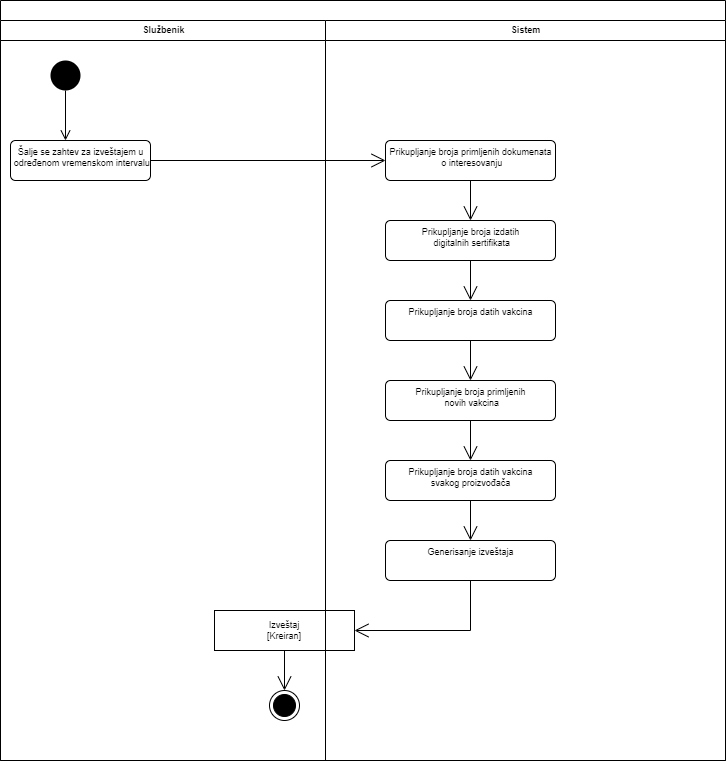 Službenik
Sistem
Šalje se zahtev za izveštajem u
određenom vremenskom intervalu
Prikupljanje broja primljenih dokumenata
o interesovanju
Prikupljanje broja izdatih
digitalnih sertifikata
Prikupljanje broja datih vakcina
Prikupljanje broja primljenih
novih vakcina
Prikupljanje broja datih vakcina
svakog proizvođača
Generisanje izveštaja
Izveštaj
[Kreiran]